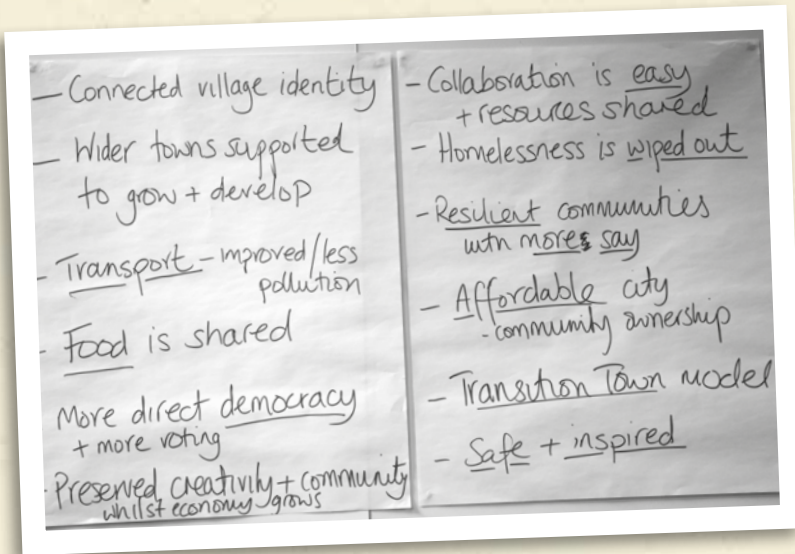 — Connected village identity
— Wider towns supported
to grow + develop
- Transport - improved/less
pollution
- Food is shared
More direct democracy
+ more voting
- Preserved creativity + community
whilst economy grows
- Collaboration is easy
+ resources shared
- Homelessness is wiped out
- Resilient communities
with more say
- Affordable city
- community ownership
- Transition Town model
- Safe + inspired